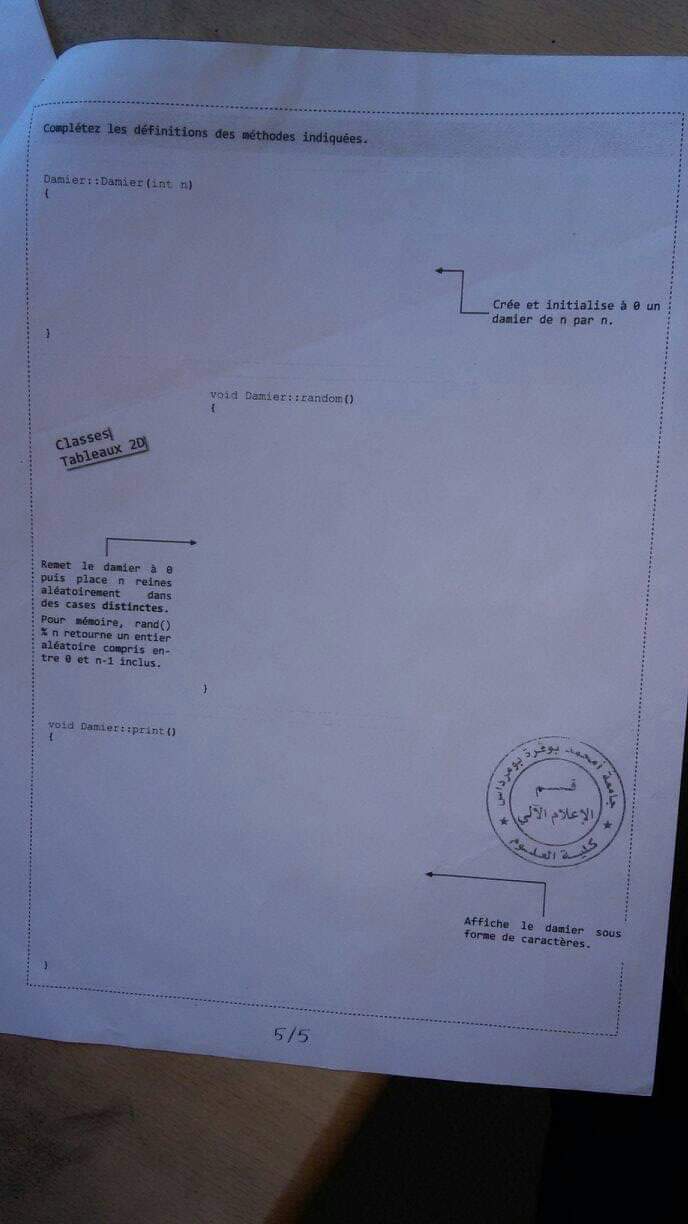 Complétez les définitions des méthodes indiquées.
Damier::Damier(int n)
{
Crée et initialise à 0 un
damier de n par n.
}
void Damier::random()
{
Classes
Tableaux 2D
Remet le damier à 0
puis place n reines
aléatoirement dans
des cases distinctes.
Pour mémoire, rand()
% n retourne un entier
aléatoire compris en-
tre 0 et n-1 inclus.
}
void Damier::print()
{
جامعة أمحمد بوقرة بومرداس
قسم
الإعلام الآلي
كلية العلوم
Affiche le damier sous
forme de caractères.
}
5/5